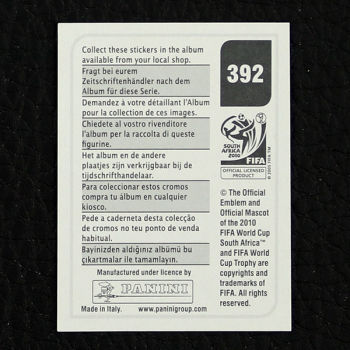 Collect these stickers in the album
available from your local shop.
Fragt bei eurem
Zeitschriftenhändler nach dem
Album für diese Serie.
Demandez à votre détaillant l'Album
pour la collection de ces images.
Chiedete al vostro rivenditore
l'album per la raccolta di queste
figurine.
Het album en de andere
plaatjes zijn verkrijgbaar bij de
tijdschrifthandelaar.
Para coleccionar estos cromos
compra tu álbum en cualquier
kiosco.
Pede a caderneta desta colecção
de cromos no teu ponto de venda
habitual.
Bayinizden aldığınız albümü bu
çıkartmalar ile tamamlayın.
Manufactured under licence by
PANINI
Made in Italy. www.paninigroup.com
392
SOUTH AFRICA
2010
FIFA
OFFICIAL LICENSED
PRODUCT
© 2005 FIFA TM
© The Official
Emblem and
Official Mascot
of the 2010
FIFA World Cup
South Africa™
and FIFA World
Cup Trophy are
copyrights and
trademarks of
FIFA. All rights
reserved.